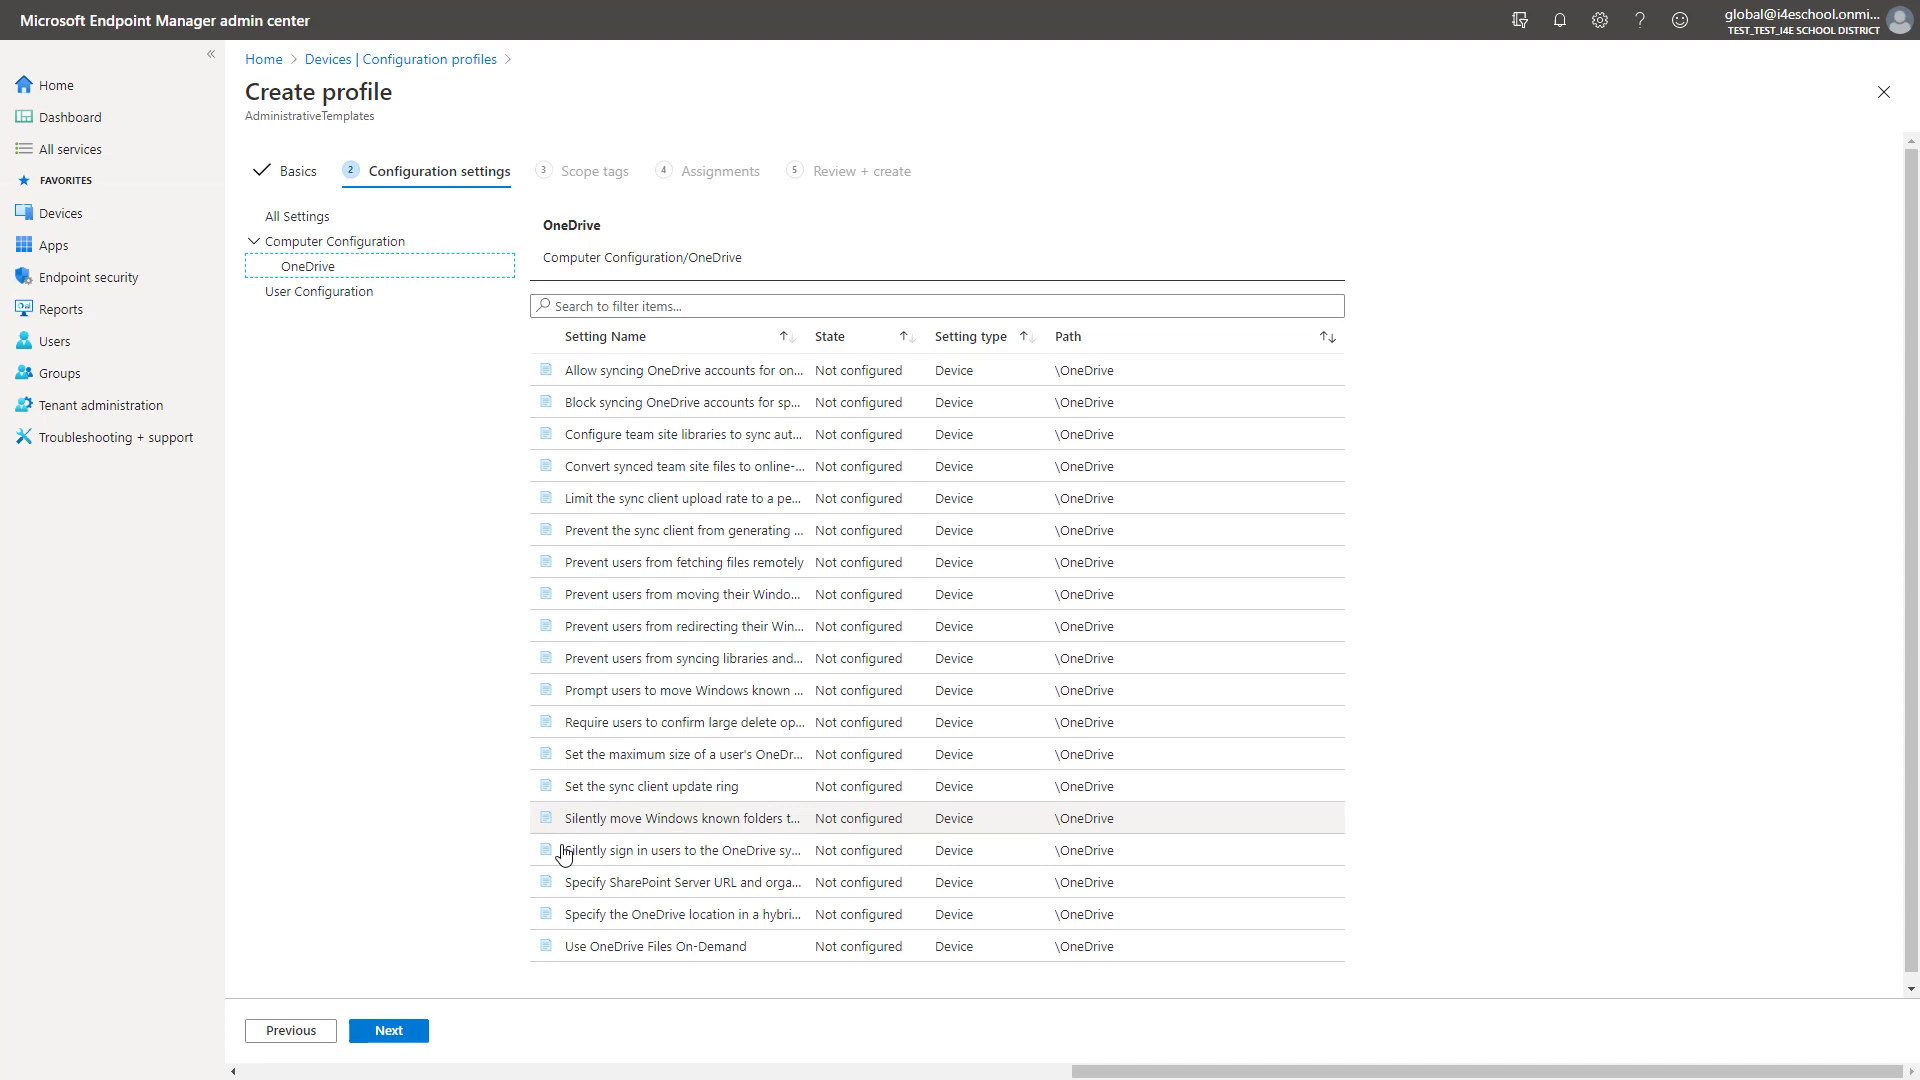 Microsoft Endpoint Manager admin center
global@i4eschool.onmi...
TEST_TEST_I4E SCHOOL DISTRICT
Home
Dashboard
All services
FAVORITES
Devices
Apps
Endpoint security
Reports
Users
Groups
Tenant administration
Troubleshooting + support
Home > Devices | Configuration profiles >
Create profile
AdministrativeTemplates
Basics
2 Configuration settings
3 Scope tags
4 Assignments
5 Review + create
All Settings
Computer Configuration
OneDrive
User Configuration
OneDrive
Computer Configuration/OneDrive
Search to filter items...
Setting Name State Setting type Path
Allow syncing OneDrive accounts for on... Not configured Device \OneDrive
Block syncing OneDrive accounts for sp... Not configured Device \OneDrive
Configure team site libraries to sync aut... Not configured Device \OneDrive
Convert synced team site files to online-... Not configured Device \OneDrive
Limit the sync client upload rate to a pe... Not configured Device \OneDrive
Prevent the sync client from generating ... Not configured Device \OneDrive
Prevent users from fetching files remotely Not configured Device \OneDrive
Prevent users from moving their Windo... Not configured Device \OneDrive
Prevent users from redirecting their Win... Not configured Device \OneDrive
Prevent users from syncing libraries and... Not configured Device \OneDrive
Prompt users to move Windows known ... Not configured Device \OneDrive
Require users to confirm large delete op... Not configured Device \OneDrive
Set the maximum size of a user's OneDr... Not configured Device \OneDrive
Set the sync client update ring Not configured Device \OneDrive
Silently move Windows known folders t... Not configured Device \OneDrive
Silently sign in users to the OneDrive sy... Not configured Device \OneDrive
Specify SharePoint Server URL and orga... Not configured Device \OneDrive
Specify the OneDrive location in a hybri... Not configured Device \OneDrive
Use OneDrive Files On-Demand Not configured Device \OneDrive
Previous
Next